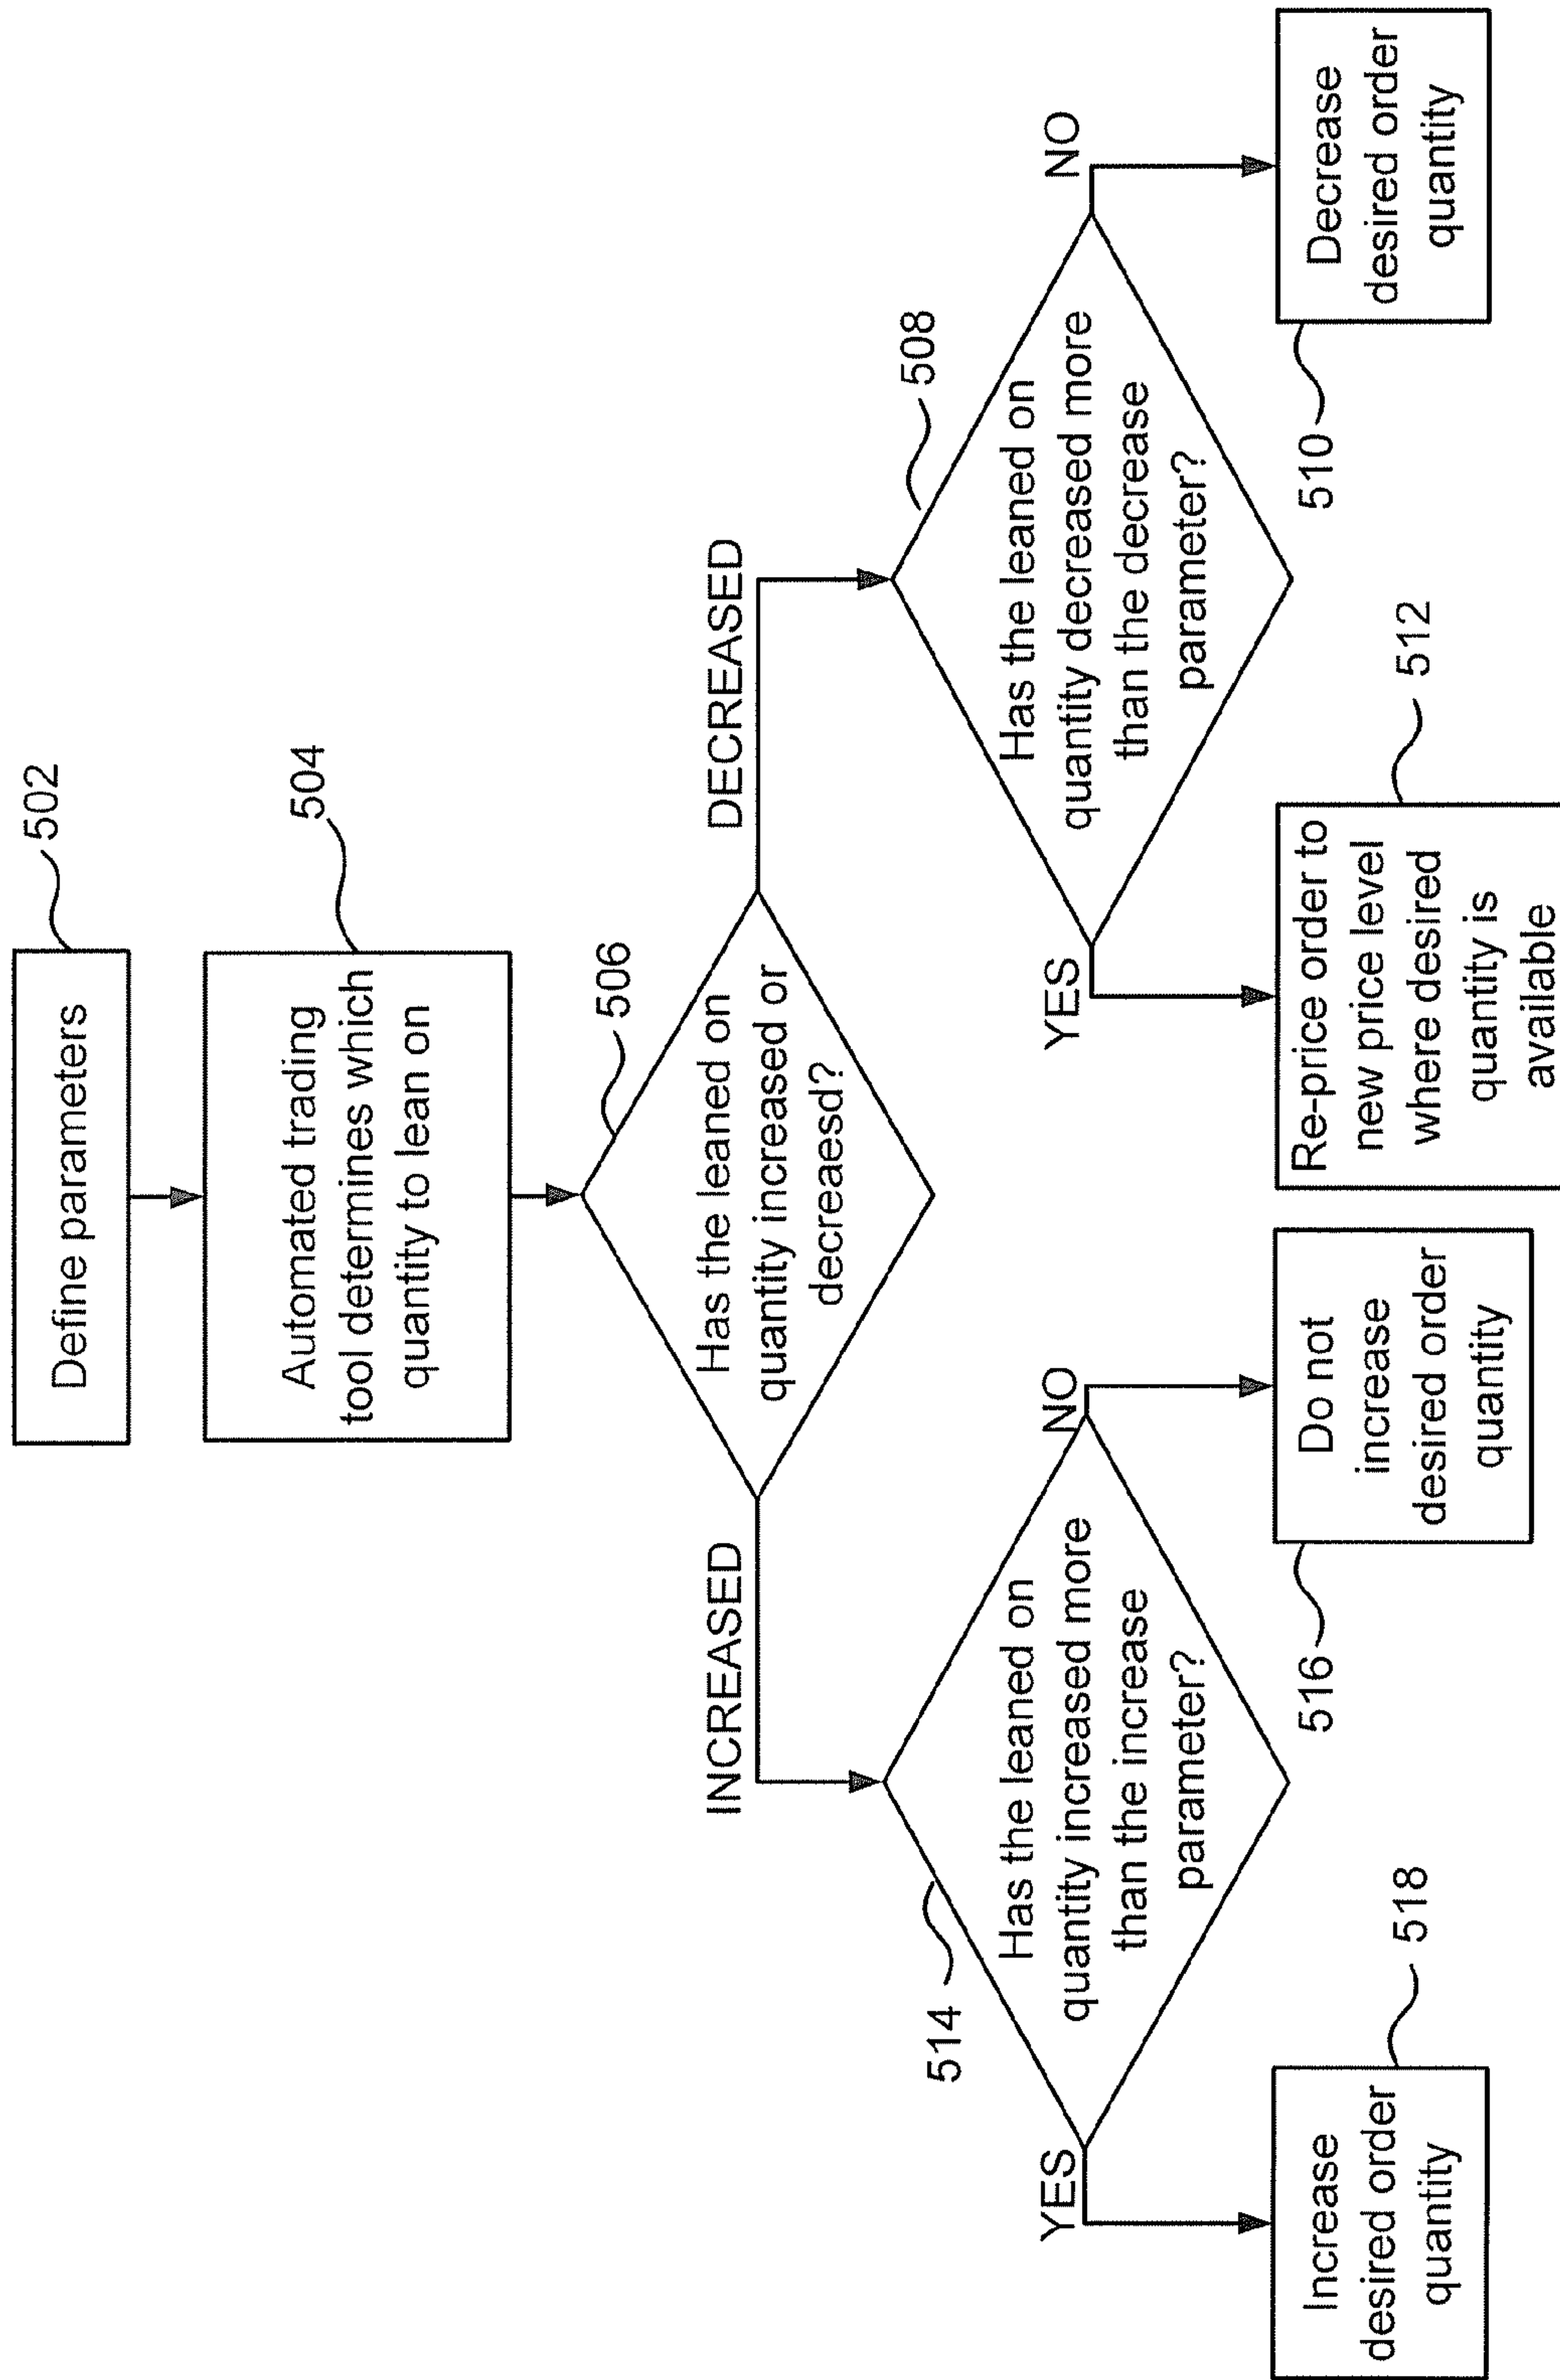 Define parameters
502
Automated trading
tool determines which
quantity to lean on
504
Has the leaned on
quantity increased or
decreaesd?
506
INCREASED
DECREASED
Has the leaned on
quantity increased more
than the increase
parameter?
514
Has the leaned on
quantity decreased more
than the decrease
parameter?
508
YES
NO
YES
NO
Increase
desired order
quantity
518
Do not
increase
desired order
quantity
516
Re-price order to
new price level
where desired
quantity is
available
512
Decrease
desired order
quantity
510